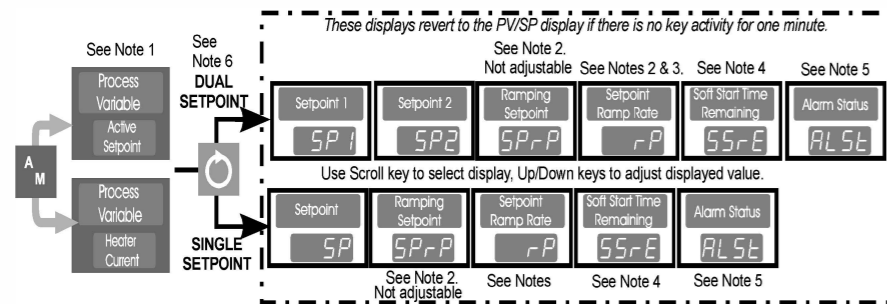 These displays revert to the PV/SP display if there is no key activity for one minute.
See Note 1
See
Note 6
DUAL
SETPOINT
See Note 2.
Not adjustable
See Notes 2 & 3.
See Note 4
See Note 5
Process
Variable
Active
Setpoint
Setpoint 1
SP1
Setpoint 2
SP2
Ramping
Setpoint
SPrP
Setpoint
Ramp Rate
rP
Soft Start Time
Remaining
SSrE
Alarm Status
ALSt
A
M
Use Scroll key to select display, Up/Down keys to adjust displayed value.
Process
Variable
Heater
Current
SINGLE
SETPOINT
Setpoint
SP
Ramping
Setpoint
SPrP
Setpoint
Ramp Rate
rP
Soft Start Time
Remaining
SSrE
Alarm Status
ALSt
See Note 2.
Not adjustable
See Notes
See Note 4
See Note 5